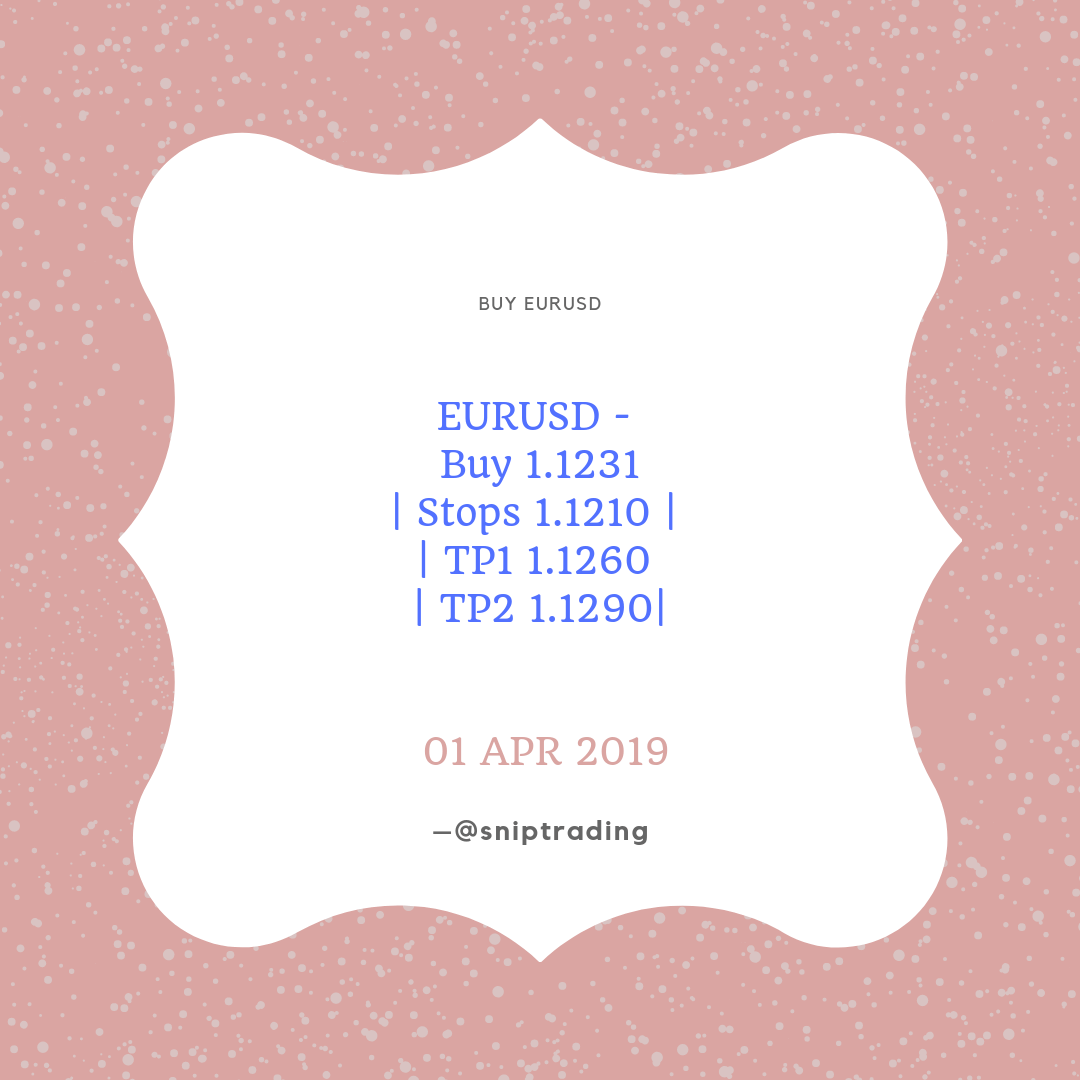 BUY EURUSD
EURUSD -
Buy 1.1231
| Stops 1.1210 |
| TP1 1.1260
| TP2 1.1290|
01 APR 2019
—@sniptrading